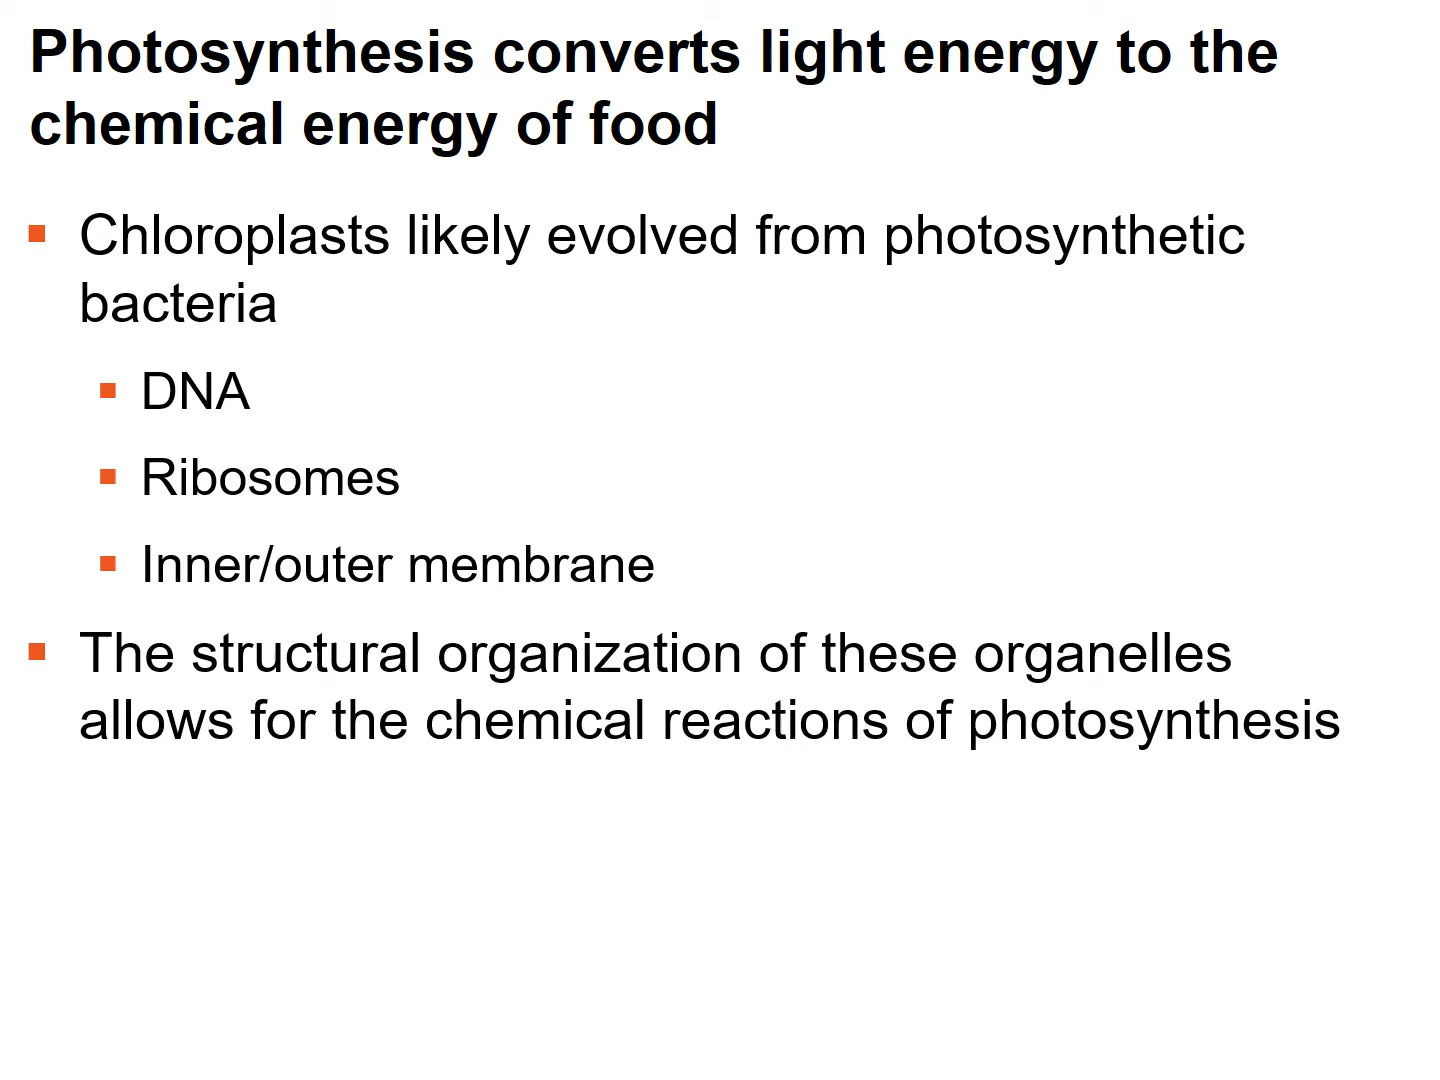 Photosynthesis converts light energy to the
chemical energy of food
▪ Chloroplasts likely evolved from photosynthetic
bacteria
▪ DNA
▪ Ribosomes
▪ Inner/outer membrane
▪ The structural organization of these organelles
allows for the chemical reactions of photosynthesis